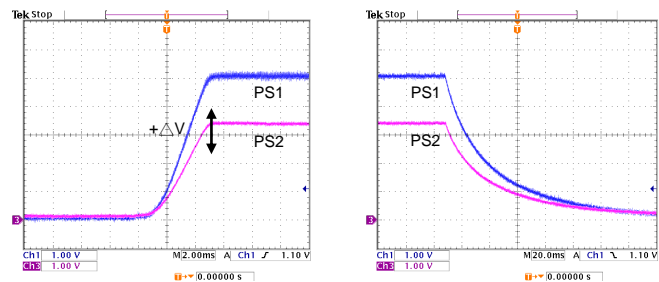 Tek Stop
T
T
PS1
+△V
PS2
3
Ch1 1.00 V M 2.00ms A Ch1 ʃ 1.10 V
Ch3 1.00 V
T→▼ 0.00000 s
Tek Stop
T
T
PS1
PS2
3
Ch1 1.00 V M 20.0ms A Ch1 ʅ 1.10 V
Ch3 1.00 V
T→▼ 0.00000 s